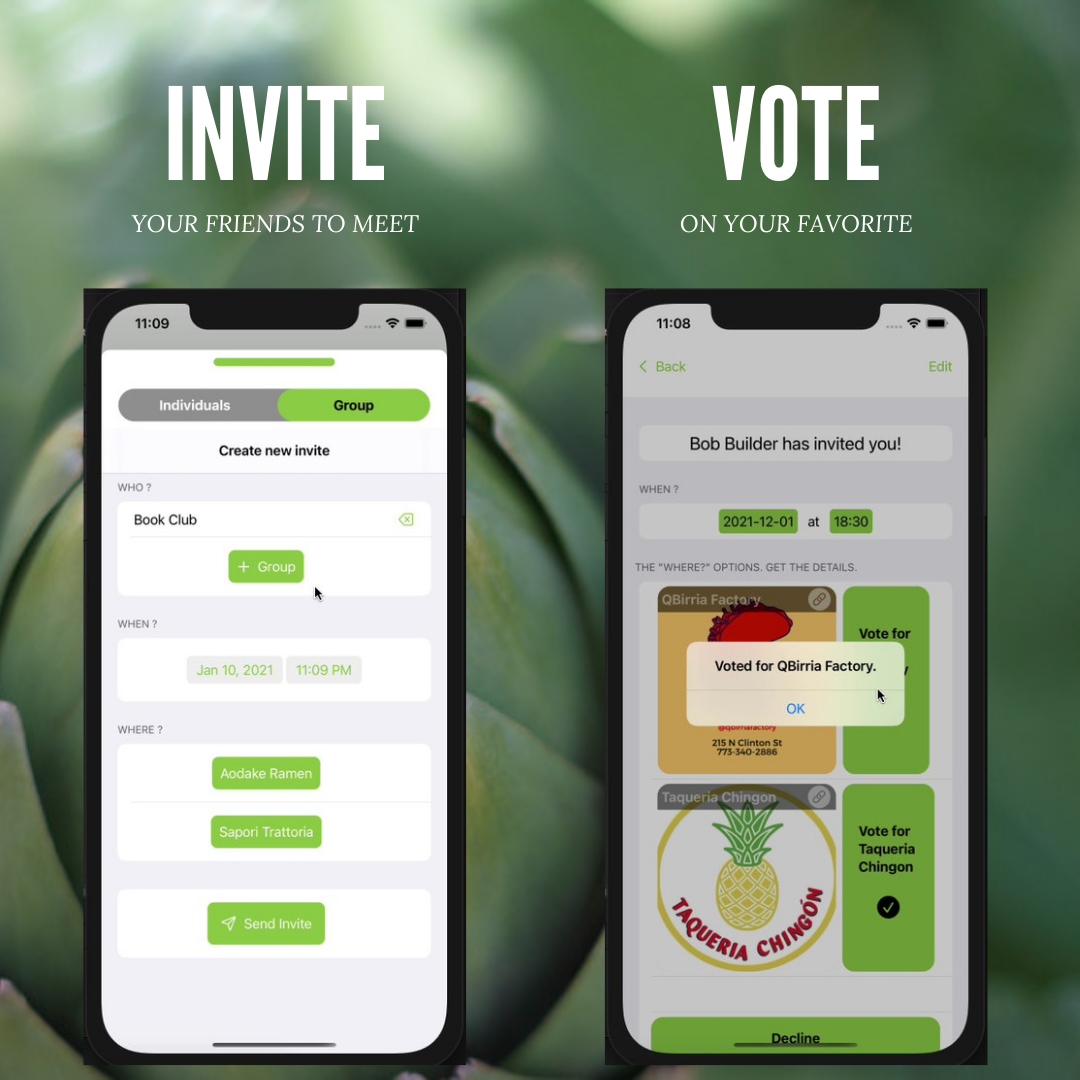 INVITE
YOUR FRIENDS TO MEET
11:09
Individuals
Group
Create new invite
WHO ?
Book Club
+ Group
WHEN ?
Jan 10, 2021
11:09 PM
WHERE ?
Aodake Ramen
Sapori Trattoria
Send Invite
VOTE
ON YOUR FAVORITE
11:08
Back
Edit
Bob Builder has invited you!
WHEN ?
2021-12-01 at 18:30
THE "WHERE?" OPTIONS. GET THE DETAILS.
QBirria Factory
Vote for
Voted for QBirria Factory.
OK
@qbirriafactory
215 N Clinton St
773-340-2886
Taqueria Chingon
TAQUERIA CHINGÓN
Vote for
Taqueria
Chingon
Decline